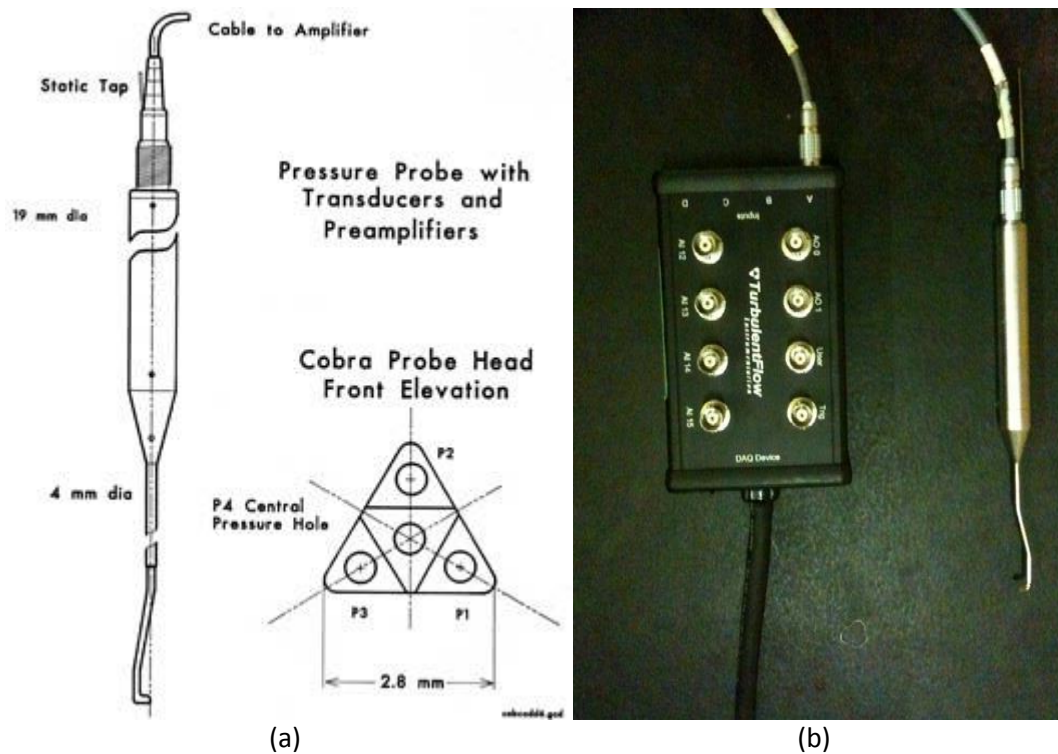 Cable to Amplifier
Static Tap
Pressure Probe with
Transducers and
Preamplifiers
19 mm dia
Cobra Probe Head
Front Elevation
P2
4 mm dia
P4 Central
Pressure Hole
P3
P1
2.8 mm
(a)
D
C
B
A
Inputs
AI 12
AO 0
AI 13
AO 1
TurbulentFlow
Instrumentation
AI 14
User
AI 15
Trig
DAQ Device
(b)